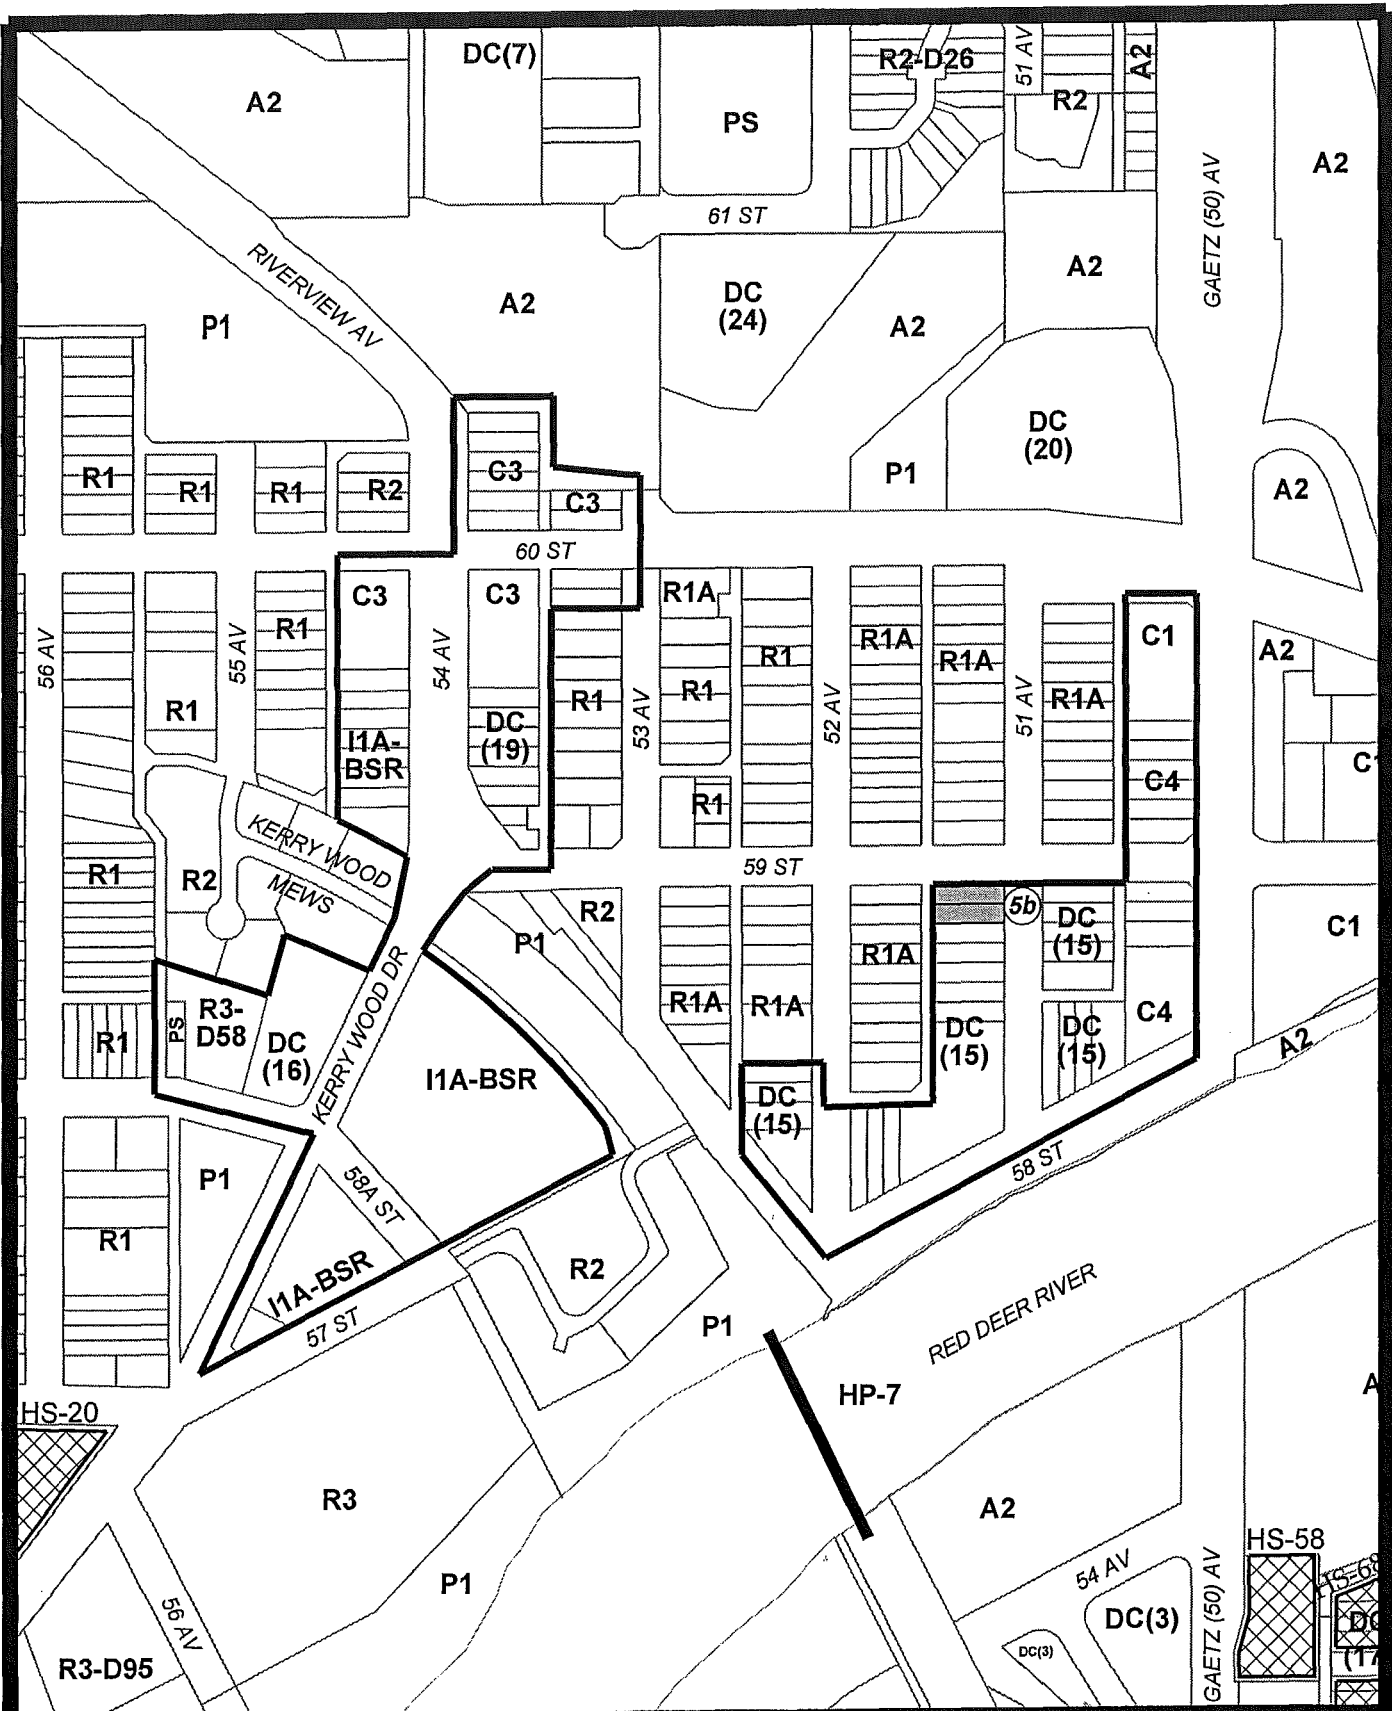 DC(7)
R2-D26
51 AV
A2
A2
R2
PS
A2
61 ST
GAETZ (50) AV
RIVERVIEW AV
A2
A2
DC
(24)
P1
A2
DC
(20)
R1
R1
R1
R2
C3
C3
P1
A2
60 ST
C3
C3
R1A
56 AV
55 AV
R1
54 AV
R1
R1A
R1A
C1
A2
R1
I1A-
BSR
DC
(19)
R1
53 AV
R1
52 AV
51 AV
R1A
C4
R1
KERRY WOOD
MEWS
59 ST
R1
R2
R2
P1
5b
DC
(15)
C1
R1A
KERRY WOOD DR
R1
PS
R3-
D58
DC
(16)
R1A
R1A
DC
(15)
DC
(15)
C4
A2
I1A-BSR
DC
(15)
P1
58A ST
58 ST
R1
I1A-BSR
R2
57 ST
P1
RED DEER RIVER
HP-7
HS-20
R3
A2
HS-58
P1
56 AV
54 AV
GAETZ (50) AV
DC(3)
DC(3)
R3-D95